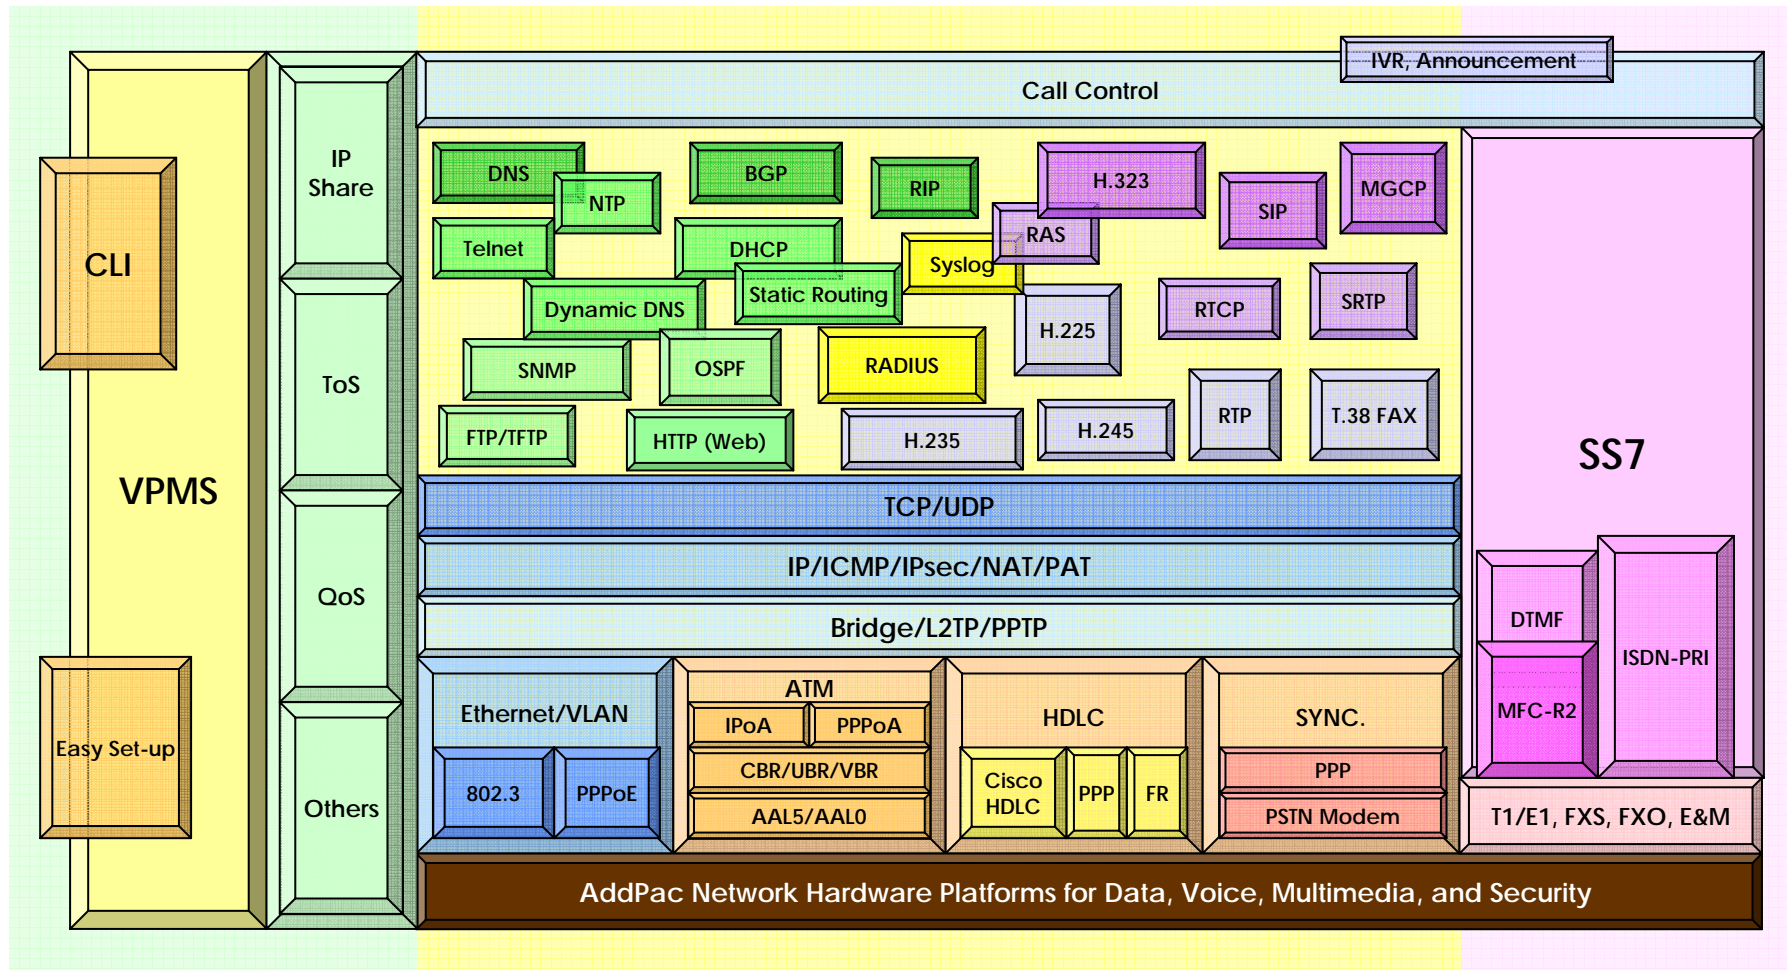 IVR, Announcement
Call Control
CLI
VPMS
Easy Set-up
IP
Share
ToS
QoS
Others
DNS
NTP
BGP
RIP
H.323
SIP
MGCP
Telnet
DHCP
Syslog
RAS
Dynamic DNS
Static Routing
H.225
RTCP
SRTP
SNMP
OSPF
RADIUS
FTP/TFTP
HTTP (Web)
H.235
H.245
RTP
T.38 FAX
TCP/UDP
IP/ICMP/IPsec/NAT/PAT
Bridge/L2TP/PPTP
Ethernet/VLAN
802.3
PPPoE
ATM
IPoA
PPPoA
CBR/UBR/VBR
AAL5/AAL0
HDLC
Cisco
HDLC
PPP
FR
SYNC.
PPP
PSTN Modem
SS7
DTMF
MFC-R2
ISDN-PRI
T1/E1, FXS, FXO, E&M
AddPac Network Hardware Platforms for Data, Voice, Multimedia, and Security